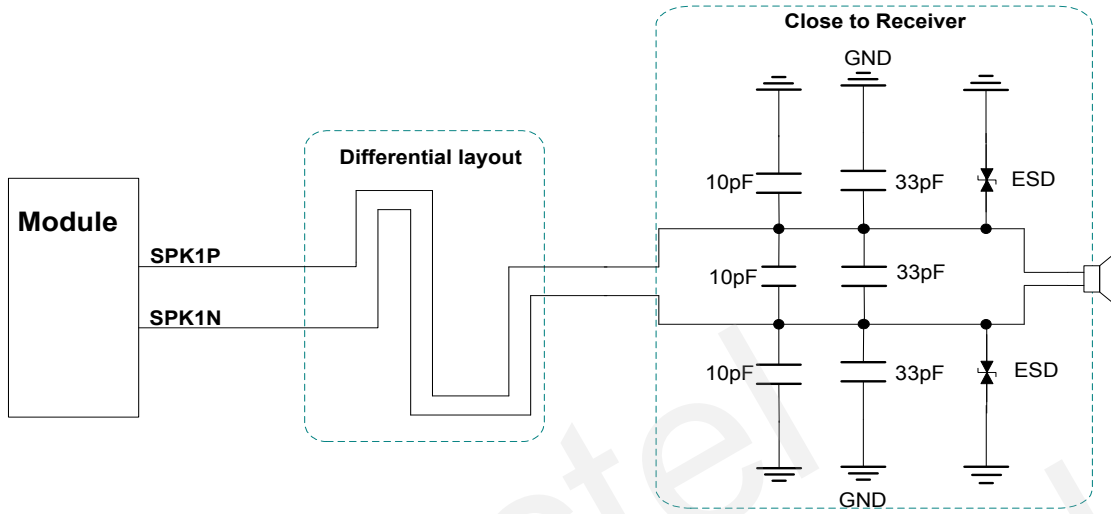 Close to Receiver
GND
Differential layout
10pF
33pF
ESD
Module
SPK1P
10pF
33pF
SPK1N
10pF
33pF
ESD
GND